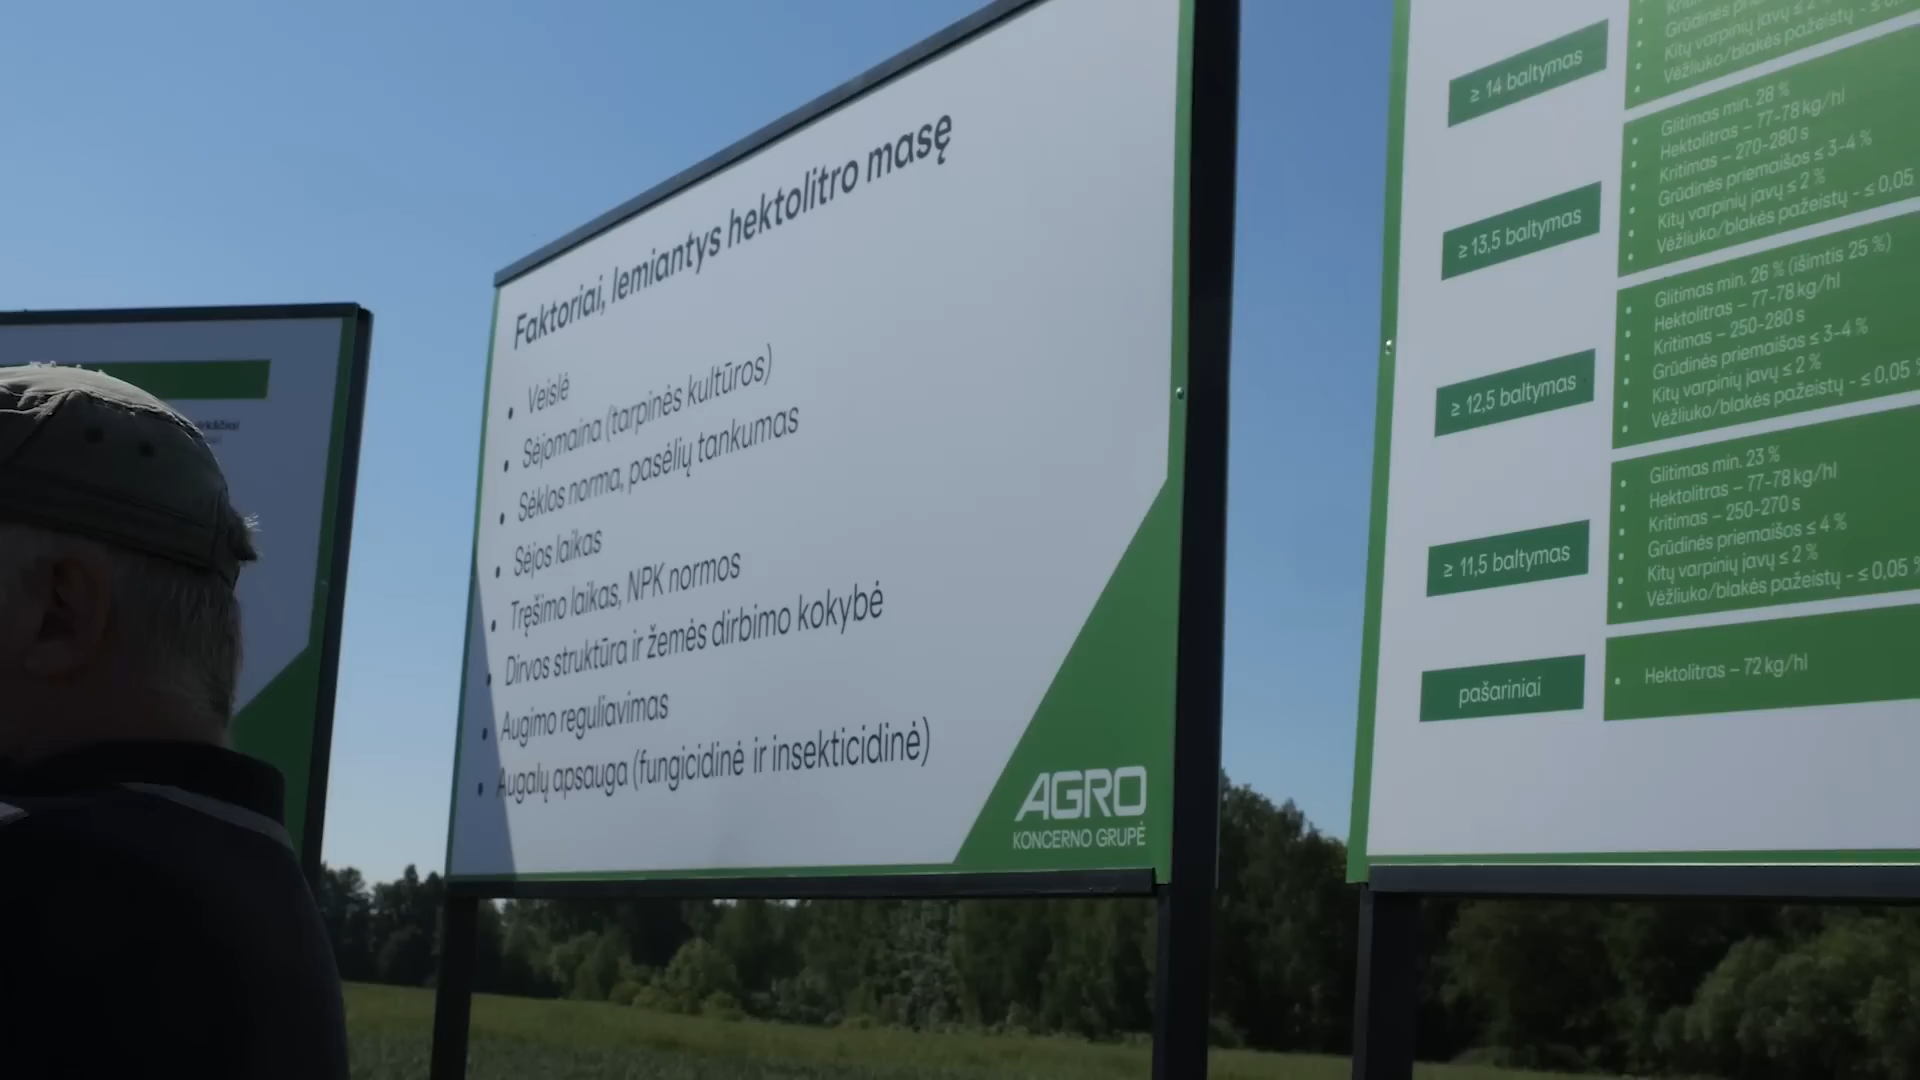 Faktoriai, lemiantys hektolitro masę
• Veislė
• Sėjomaina (tarpinės kultūros)
• Sėklos norma, pasėlių tankumas
• Sėjos laikas
• Tręšimo laikas, NPK normos
• Dirvos struktūra ir žemės dirbimo kokybė
• Augimo reguliavimas
• Augalų apsauga (fungicidinė ir insekticidinė)
AGRO
KONCERNO GRUPĖ
≥ 14 baltymas
• Kitų varpinių javų ≤ 2
• Vėžliuko/blakės pažeistų - ≤
≥ 13,5 baltymas
• Glitimas min. 28 %
• Hektolitras – 77-78 kg/hl
• Kritimas – 270-280 s
• Grūdinės priemaišos ≤ 3-4 %
• Kitų varpinių javų ≤ 2 %
• Vėžliuko/blakės pažeistų - ≤ 0,05
≥ 12,5 baltymas
• Glitimas min. 26 % (išimtis 25 %)
• Hektolitras – 77-78 kg/hl
• Kritimas – 250-280 s
• Grūdinės priemaišos ≤ 3-4 %
• Kitų varpinių javų ≤ 2 %
• Vėžliuko/blakės pažeistų - ≤ 0,05 %
≥ 11,5 baltymas
• Glitimas min. 23 %
• Hektolitras – 77-78 kg/hl
• Kritimas – 250-270 s
• Grūdinės priemaišos ≤ 4 %
• Kitų varpinių javų ≤ 2 %
• Vėžliuko/blakės pažeistų - ≤ 0,05 %
pašariniai
• Hektolitras – 72 kg/hl